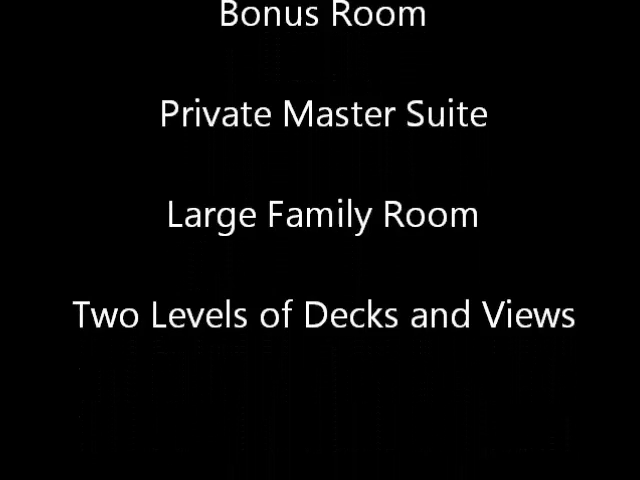 Bonus Room
Private Master Suite
Large Family Room
Two Levels of Decks and Views